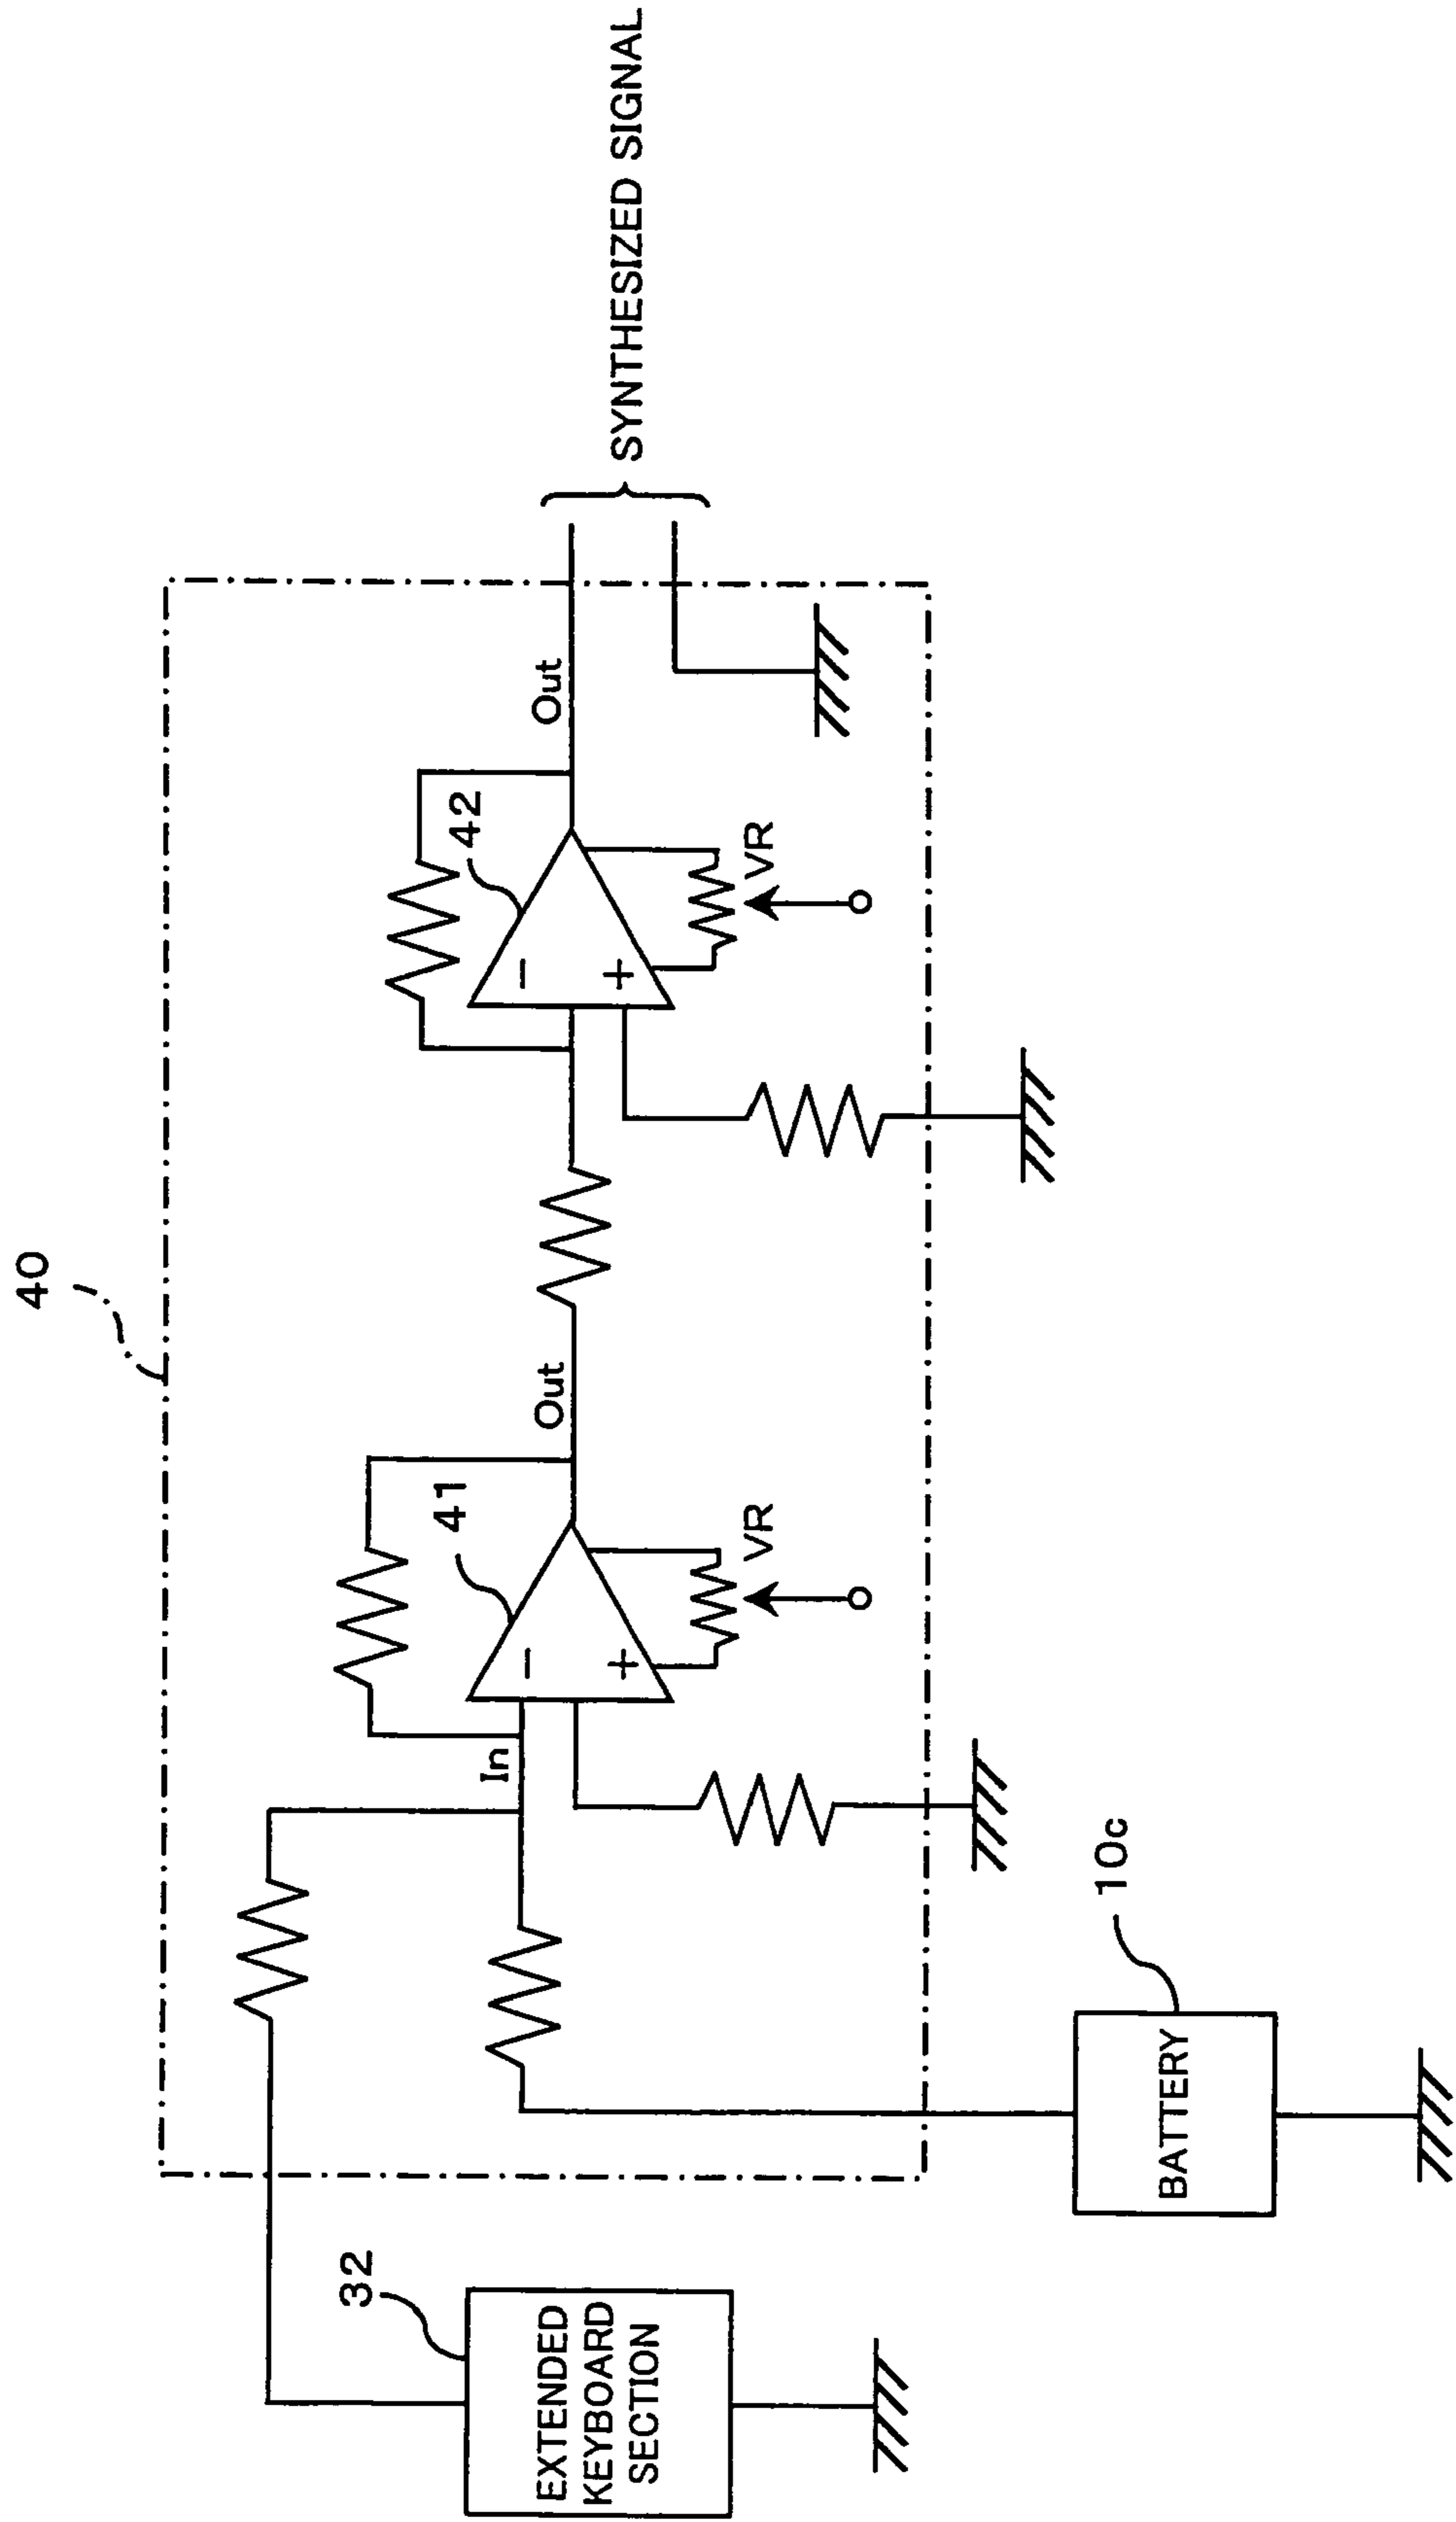 40
32
EXTENDED
KEYBOARD
SECTION
In
41
-
+
VR
Out
42
-
+
VR
Out
SYNTHESIZED SIGNAL
BATTERY
10c